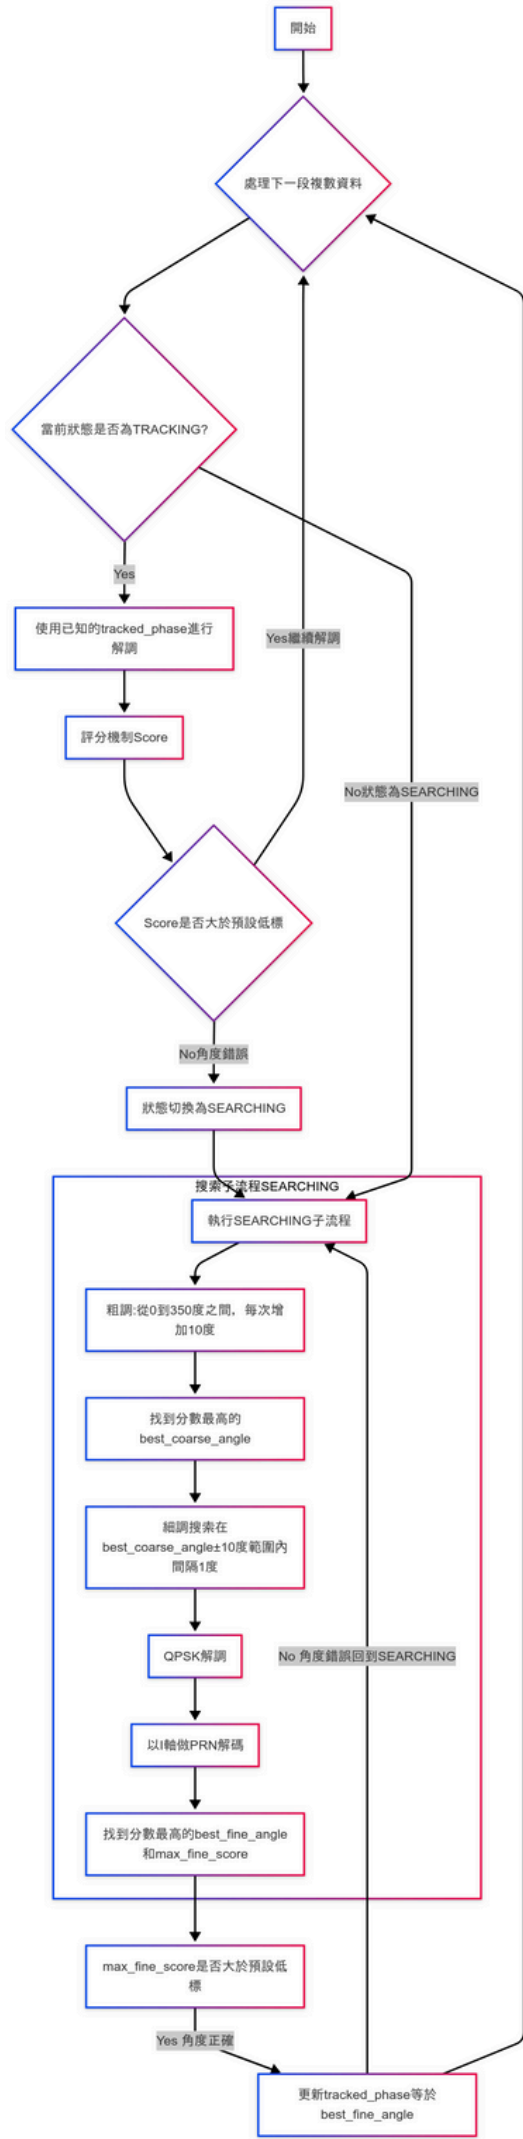 開始
處理下一段複數資料
當前狀態是否為TRACKING?
Yes
使用已知的tracked_phase進行
解調
Yes繼續解調
評分機制Score
No狀態為SEARCHING
Score是否大於預設低標
No角度錯誤
狀態切換為SEARCHING
搜索子流程SEARCHING
執行SEARCHING子流程
粗調:從0到350度之間，每次增
加10度
找到分數最高的
best_coarse_angle
細調搜索在
best_coarse_angle±10度範圍內
間隔1度
QPSK解調
No 角度錯誤回到SEARCHING
以I軸做PRN解碼
找到分數最高的best_fine_angle
和max_fine_score
max_fine_score是否大於預設低
標
Yes 角度正確
更新tracked_phase等於
best_fine_angle